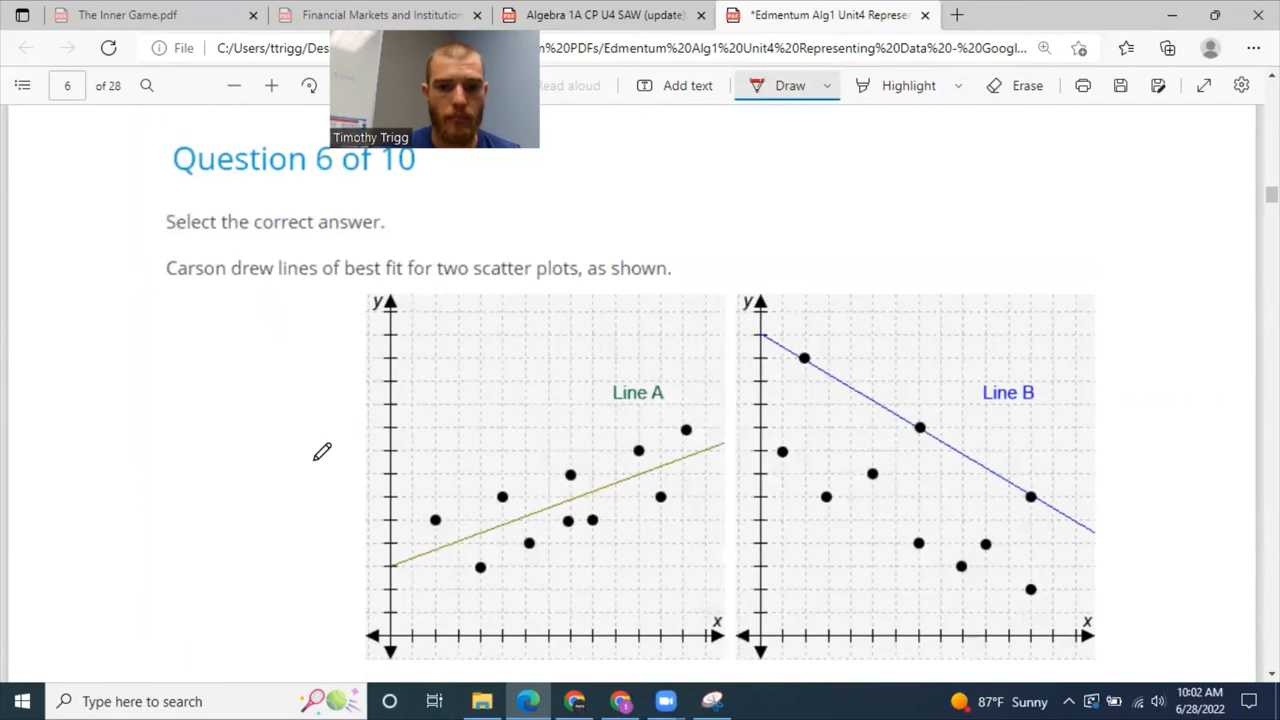 The Inner Game.pdf
Financial Markets and Institution
Algebra 1A CP U4 SAW (update)
*Edmentum Alg1 Unit4 Represe
File
C:/Users/ttrigg/Des
m%20PDFs/Edmentum%20Alg1%20Unit4%20Representing%20Data%20-%20Googl...
6
of 28
ead aloud
Add text
Draw
Highlight
Erase
Timothy Trigg
Question 6 of 10
Select the correct answer.
Carson drew lines of best fit for two scatter plots, as shown.
y
Line A
x
y
Line B
x
Type here to search
87°F Sunny
10:02 AM
6/28/2022